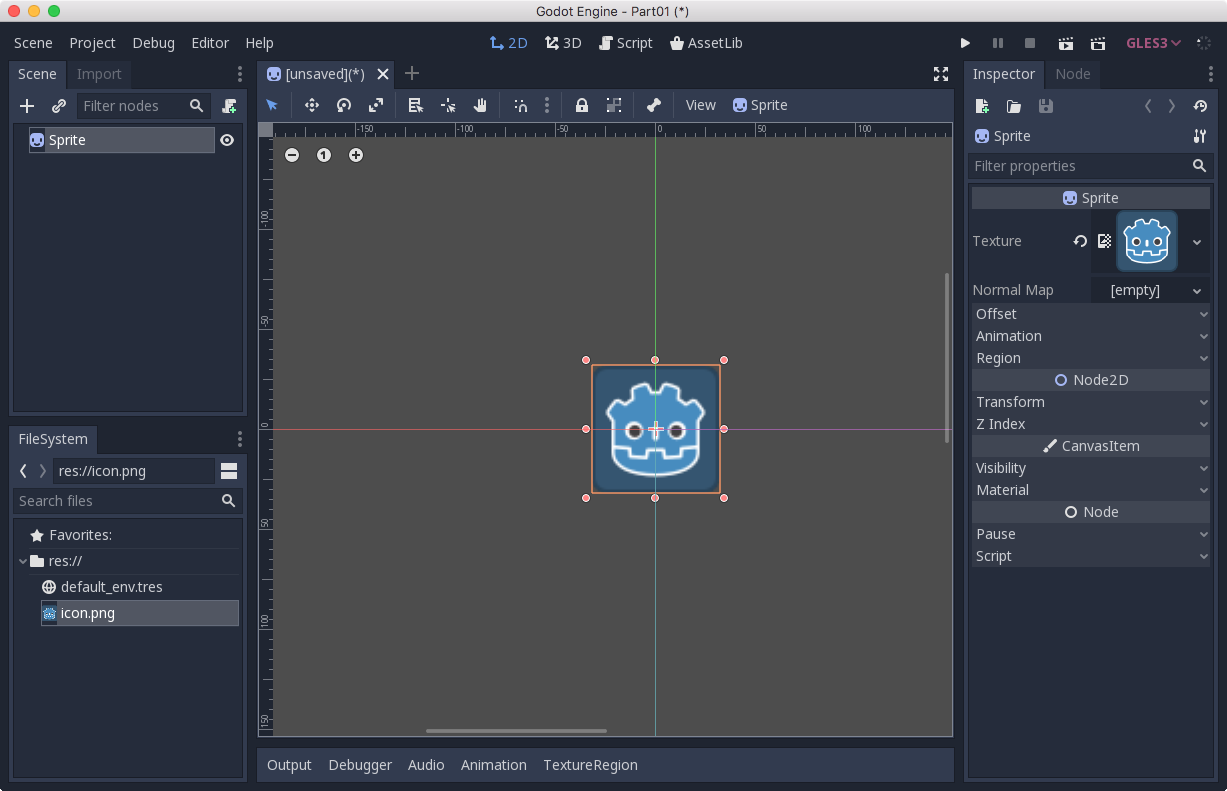 Godot Engine - Part01 (*)
Scene Project Debug Editor Help 2D 3D Script AssetLib GLES3
Scene Import
Filter nodes
Sprite
[unsaved](*)
View Sprite
-150 -100 -50 0 50 100
-100
-50
0
50
100
150
1
FileSystem
res://icon.png
Search files
Favorites:
res://
default_env.tres
icon.png
Output Debugger Audio Animation TextureRegion
Inspector Node
Sprite
Filter properties
Sprite
Texture
Normal Map [empty]
Offset
Animation
Region
Node2D
Transform
Z Index
CanvasItem
Visibility
Material
Node
Pause
Script